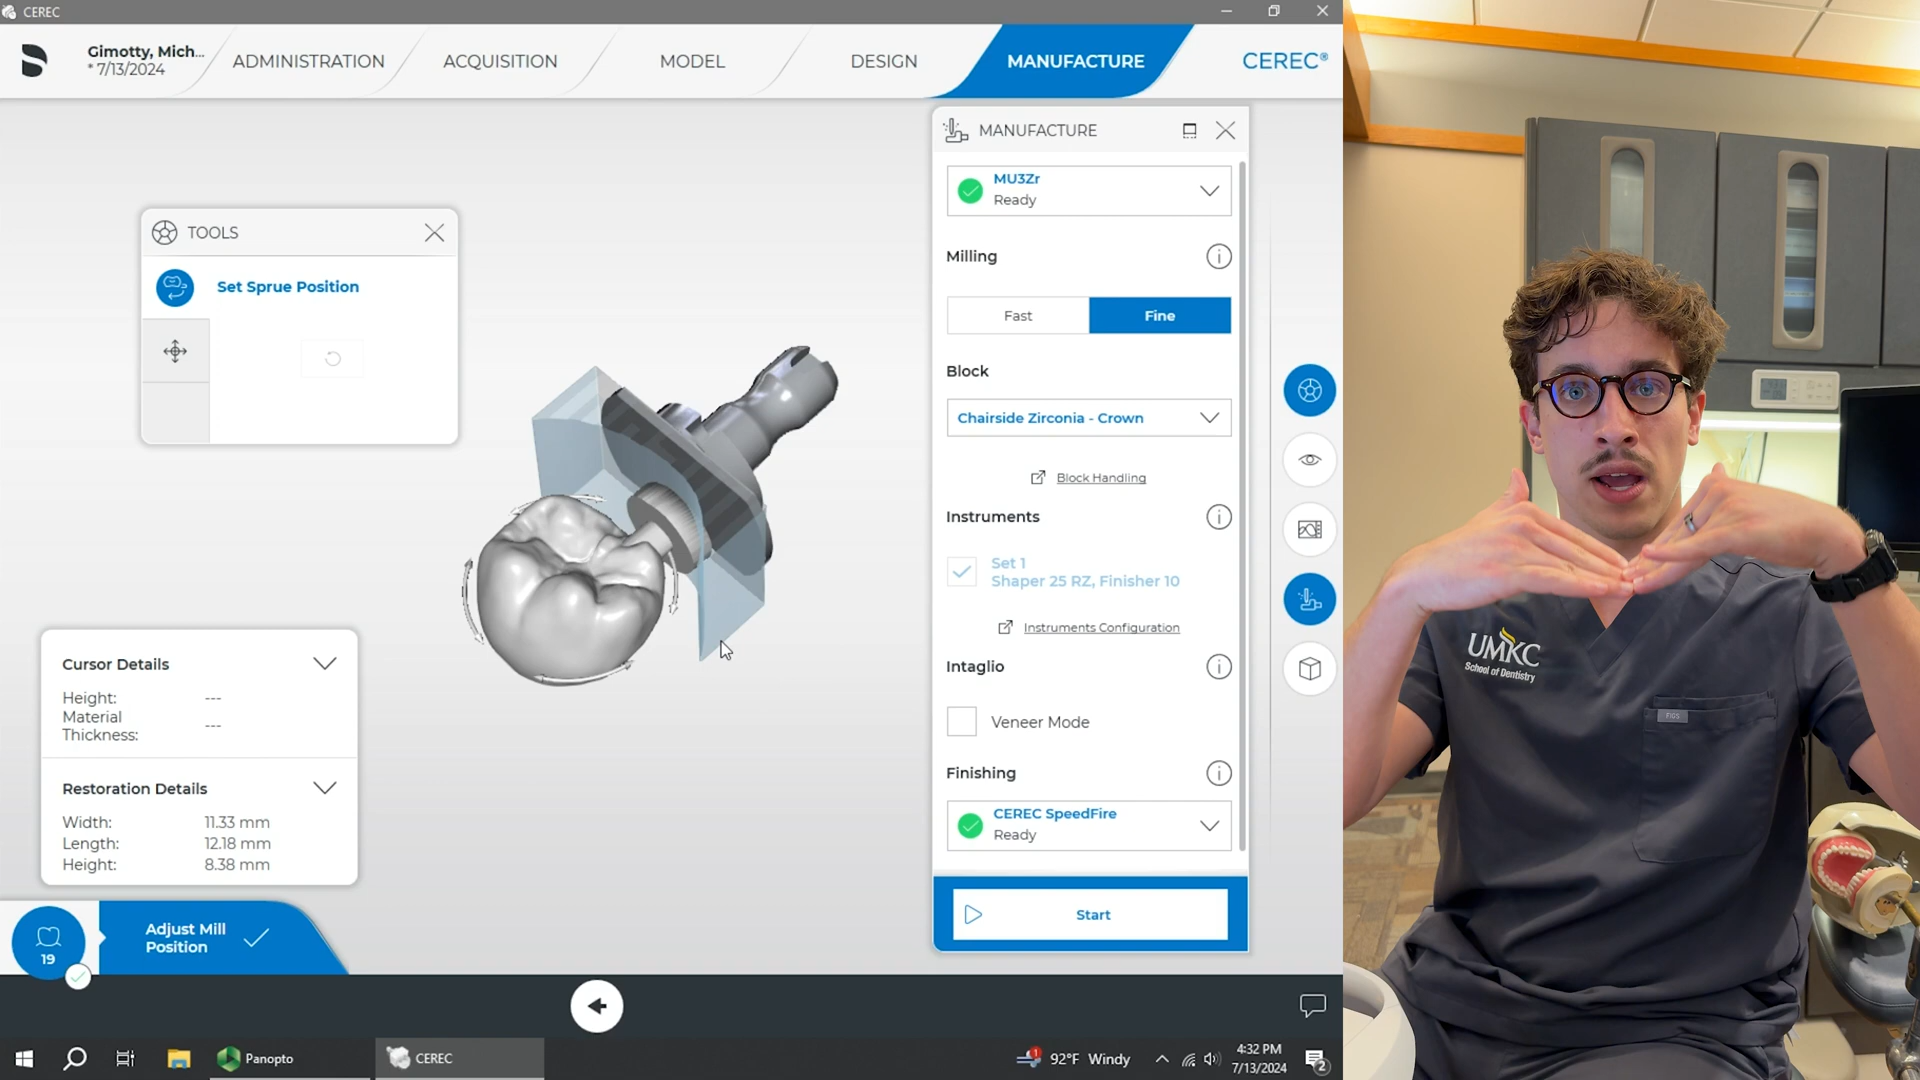 CEREC
Gimotty, Mich...
* 7/13/2024
ADMINISTRATION
ACQUISITION
MODEL
DESIGN
MANUFACTURE
CEREC®
TOOLS
Set Sprue Position
MANUFACTURE
MU3Zr
Ready
Milling
Fast
Fine
Block
Chairside Zirconia - Crown
Block Handling
Instruments
Set 1
Shaper 25 RZ, Finisher 10
Instruments Configuration
Intaglio
Veneer Mode
Finishing
CEREC SpeedFire
Ready
Start
Cursor Details
Height: ---
Material
Thickness: ---
Restoration Details
Width: 11.33 mm
Length: 12.18 mm
Height: 8.38 mm
19
Adjust Mill
Position
Panopto
CEREC
1
92°F Windy
4:32 PM
7/13/2024
2
UMKC
School of Dentistry
FIGS